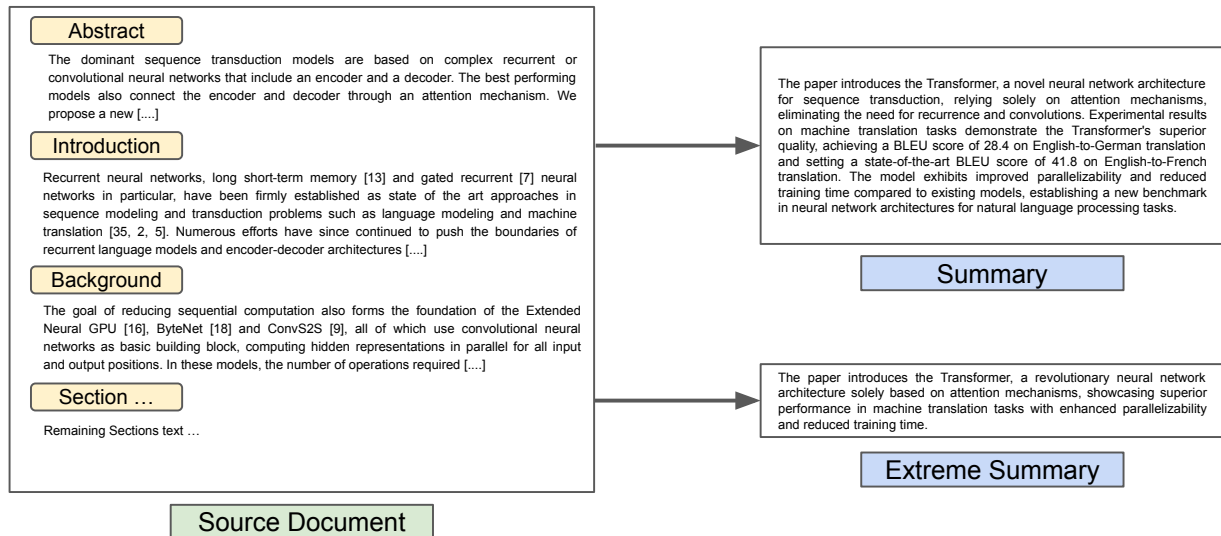 Abstract
The dominant sequence transduction models are based on complex recurrent or
convolutional neural networks that include an encoder and a decoder. The best performing
models also connect the encoder and decoder through an attention mechanism. We
propose a new [....]
Introduction
Recurrent neural networks, long short-term memory [13] and gated recurrent [7] neural
networks in particular, have been firmly established as state of the art approaches in
sequence modeling and transduction problems such as language modeling and machine
translation [35, 2, 5]. Numerous efforts have since continued to push the boundaries of
recurrent language models and encoder-decoder architectures [....]
Background
The goal of reducing sequential computation also forms the foundation of the Extended
Neural GPU [16], ByteNet [18] and ConvS2S [9], all of which use convolutional neural
networks as basic building block, computing hidden representations in parallel for all input
and output positions. In these models, the number of operations required [....]
Section …
Remaining Sections text …
Source Document
The paper introduces the Transformer, a novel neural network architecture
for sequence transduction, relying solely on attention mechanisms,
eliminating the need for recurrence and convolutions. Experimental results
on machine translation tasks demonstrate the Transformer's superior
quality, achieving a BLEU score of 28.4 on English-to-German translation
and setting a state-of-the-art BLEU score of 41.8 on English-to-French
translation. The model exhibits improved parallelizability and reduced
training time compared to existing models, establishing a new benchmark
in neural network architectures for natural language processing tasks.
Summary
The paper introduces the Transformer, a revolutionary neural network
architecture solely based on attention mechanisms, showcasing superior
performance in machine translation tasks with enhanced parallelizability
and reduced training time.
Extreme Summary